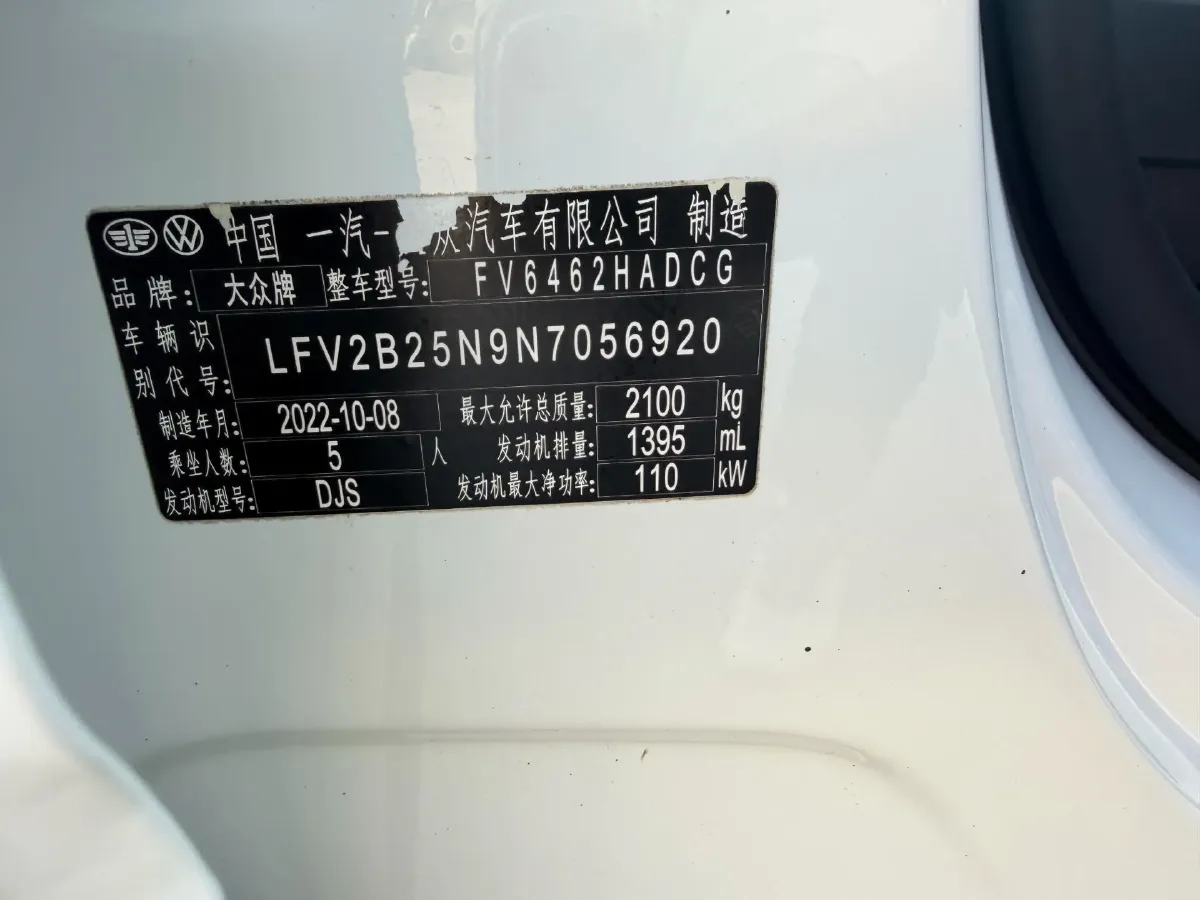 中国 一汽- 众汽车有限公司 制造
品牌: 大众牌 整车型号: FV6462HADCG
车辆识
别代号: LFV2B25N9N7056920
制造年月: 2022-10-08 最大允许总质量: 2100 kg
乘坐人数: 5 人 发动机排量: 1395 mL
发动机型号: DJS 发动机最大净功率: 110 kW